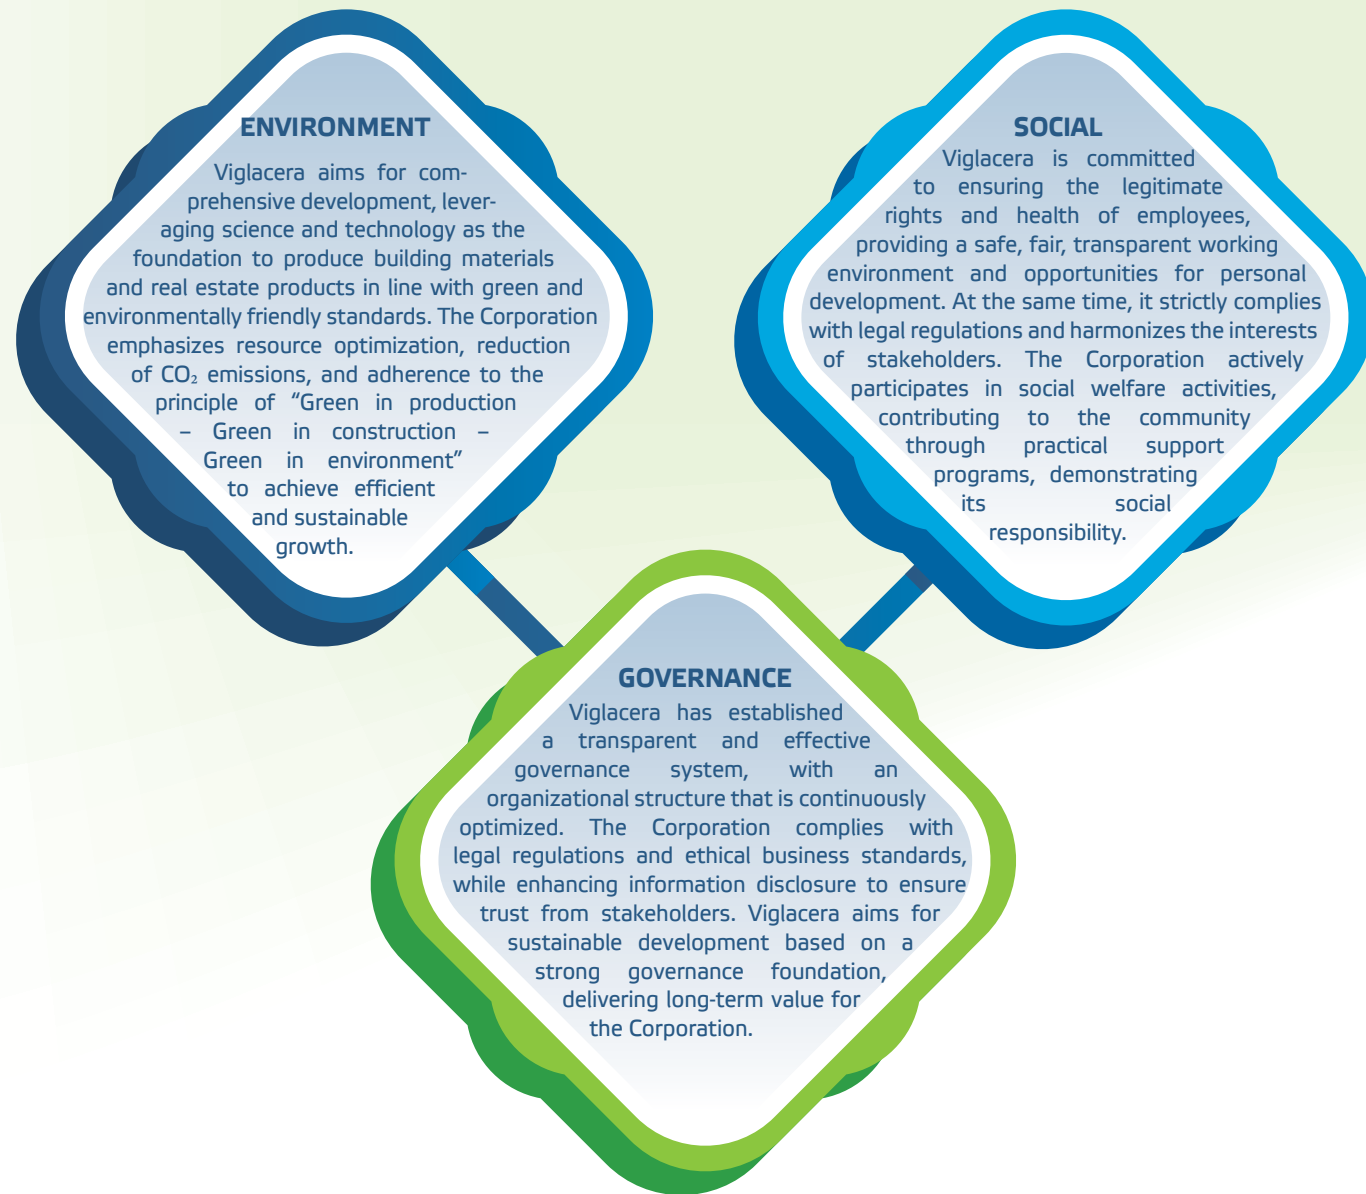 ENVIRONMENT
Viglacera aims for com-
prehensive development, lever-
aging science and technology as the
foundation to produce building materials
and real estate products in line with green and
environmentally friendly standards. The Corporation
emphasizes resource optimization, reduction
of CO₂ emissions, and adherence to the
principle of “Green in production
– Green in construction –
Green in environment”
to achieve efficient
and sustainable
growth.
SOCIAL
Viglacera is committed
to ensuring the legitimate
rights and health of employees,
providing a safe, fair, transparent working
environment and opportunities for personal
development. At the same time, it strictly complies
with legal regulations and harmonizes the interests
of stakeholders. The Corporation actively
participates in social welfare activities,
contributing to the community
through practical support
programs, demonstrating
its social
responsibility.
GOVERNANCE
Viglacera has established
a transparent and effective
governance system, with an
organizational structure that is continuously
optimized. The Corporation complies with
legal regulations and ethical business standards,
while enhancing information disclosure to ensure
trust from stakeholders. Viglacera aims for
sustainable development based on a
strong governance foundation,
delivering long-term value for
the Corporation.